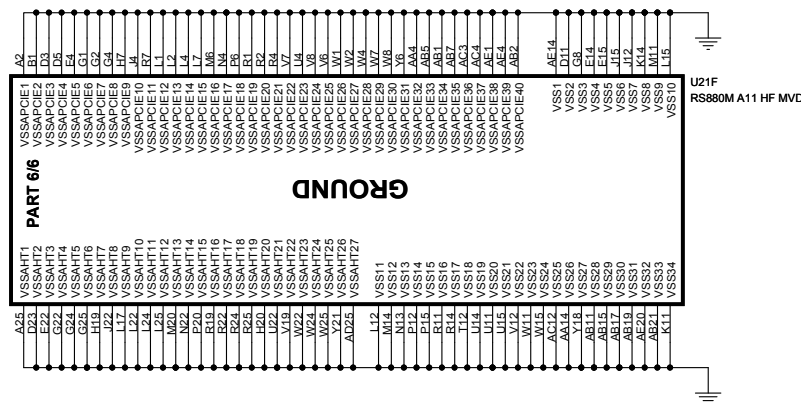 A2
B1
D3
D5
E4
G1
G2
G4
H7
J4
R7
L1
L2
L4
L7
M6
N4
P6
R1
R2
R4
V7
U4
V8
V6
W1
W2
W4
W7
W8
Y6
AA4
AB5
AB1
AB7
AC3
AC4
AE1
AE4
AB2
AE14
D11
G8
E14
E15
J15
J12
K14
M11
L15
U21F
RS880M A11 HF MVD
VSSAPCIE1
VSSAPCIE2
VSSAPCIE3
VSSAPCIE4
VSSAPCIE5
VSSAPCIE6
VSSAPCIE7
VSSAPCIE8
VSSAPCIE9
VSSAPCIE10
VSSAPCIE11
VSSAPCIE12
VSSAPCIE13
VSSAPCIE14
VSSAPCIE15
VSSAPCIE16
VSSAPCIE17
VSSAPCIE18
VSSAPCIE19
VSSAPCIE20
VSSAPCIE21
VSSAPCIE22
VSSAPCIE23
VSSAPCIE24
VSSAPCIE25
VSSAPCIE26
VSSAPCIE27
VSSAPCIE28
VSSAPCIE29
VSSAPCIE30
VSSAPCIE31
VSSAPCIE32
VSSAPCIE33
VSSAPCIE34
VSSAPCIE35
VSSAPCIE36
VSSAPCIE37
VSSAPCIE38
VSSAPCIE39
VSSAPCIE40
VSS1
VSS2
VSS3
VSS4
VSS5
VSS6
VSS7
VSS8
VSS9
VSS10
PART 6/6
GROUND
VSSAHT1
VSSAHT2
VSSAHT3
VSSAHT4
VSSAHT5
VSSAHT6
VSSAHT7
VSSAHT8
VSSAHT9
VSSAHT10
VSSAHT11
VSSAHT12
VSSAHT13
VSSAHT14
VSSAHT15
VSSAHT16
VSSAHT17
VSSAHT18
VSSAHT19
VSSAHT20
VSSAHT21
VSSAHT22
VSSAHT23
VSSAHT24
VSSAHT25
VSSAHT26
VSSAHT27
VSS11
VSS12
VSS13
VSS14
VSS15
VSS16
VSS17
VSS18
VSS19
VSS20
VSS21
VSS22
VSS23
VSS24
VSS25
VSS26
VSS27
VSS28
VSS29
VSS30
VSS31
VSS32
VSS33
VSS34
A25
D23
E22
G22
G24
G25
H19
J22
L17
L22
L24
L25
M20
N22
P20
R19
R22
R24
R25
H20
U22
V19
W22
W24
W25
Y21
AD25
L12
M14
N13
P12
P15
R11
R14
T12
U14
U11
U15
V12
W11
W15
AC12
AA14
Y18
AB11
AB15
AB17
AB19
AE20
AB21
K11